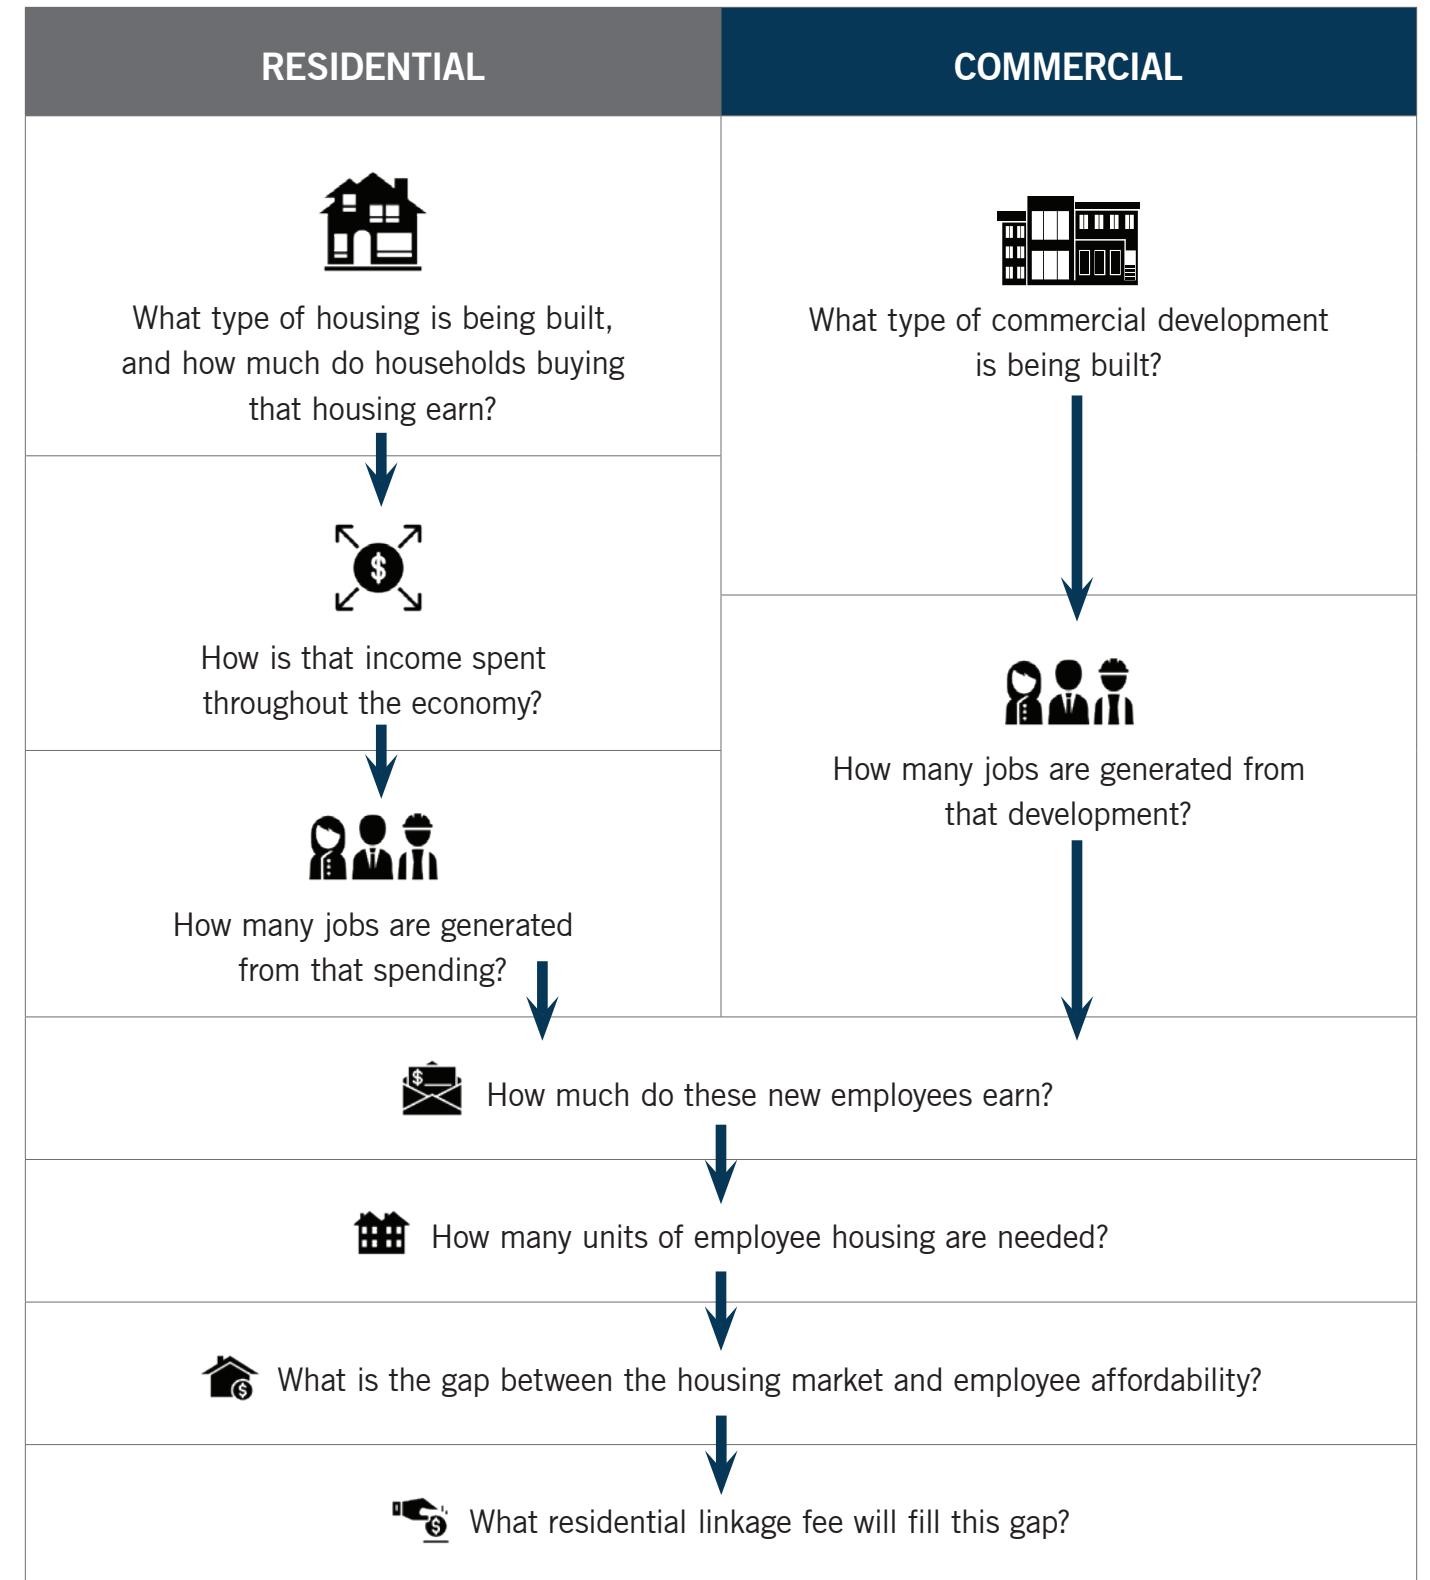 RESIDENTIAL
COMMERCIAL
What type of housing is being built,
and how much do households buying
that housing earn?
What type of commercial development
is being built?
$
How is that income spent
throughout the economy?
How many jobs are generated from
that development?
How many jobs are generated
from that spending?
$
How much do these new employees earn?
How many units of employee housing are needed?
$
What is the gap between the housing market and employee affordability?
$
What residential linkage fee will fill this gap?